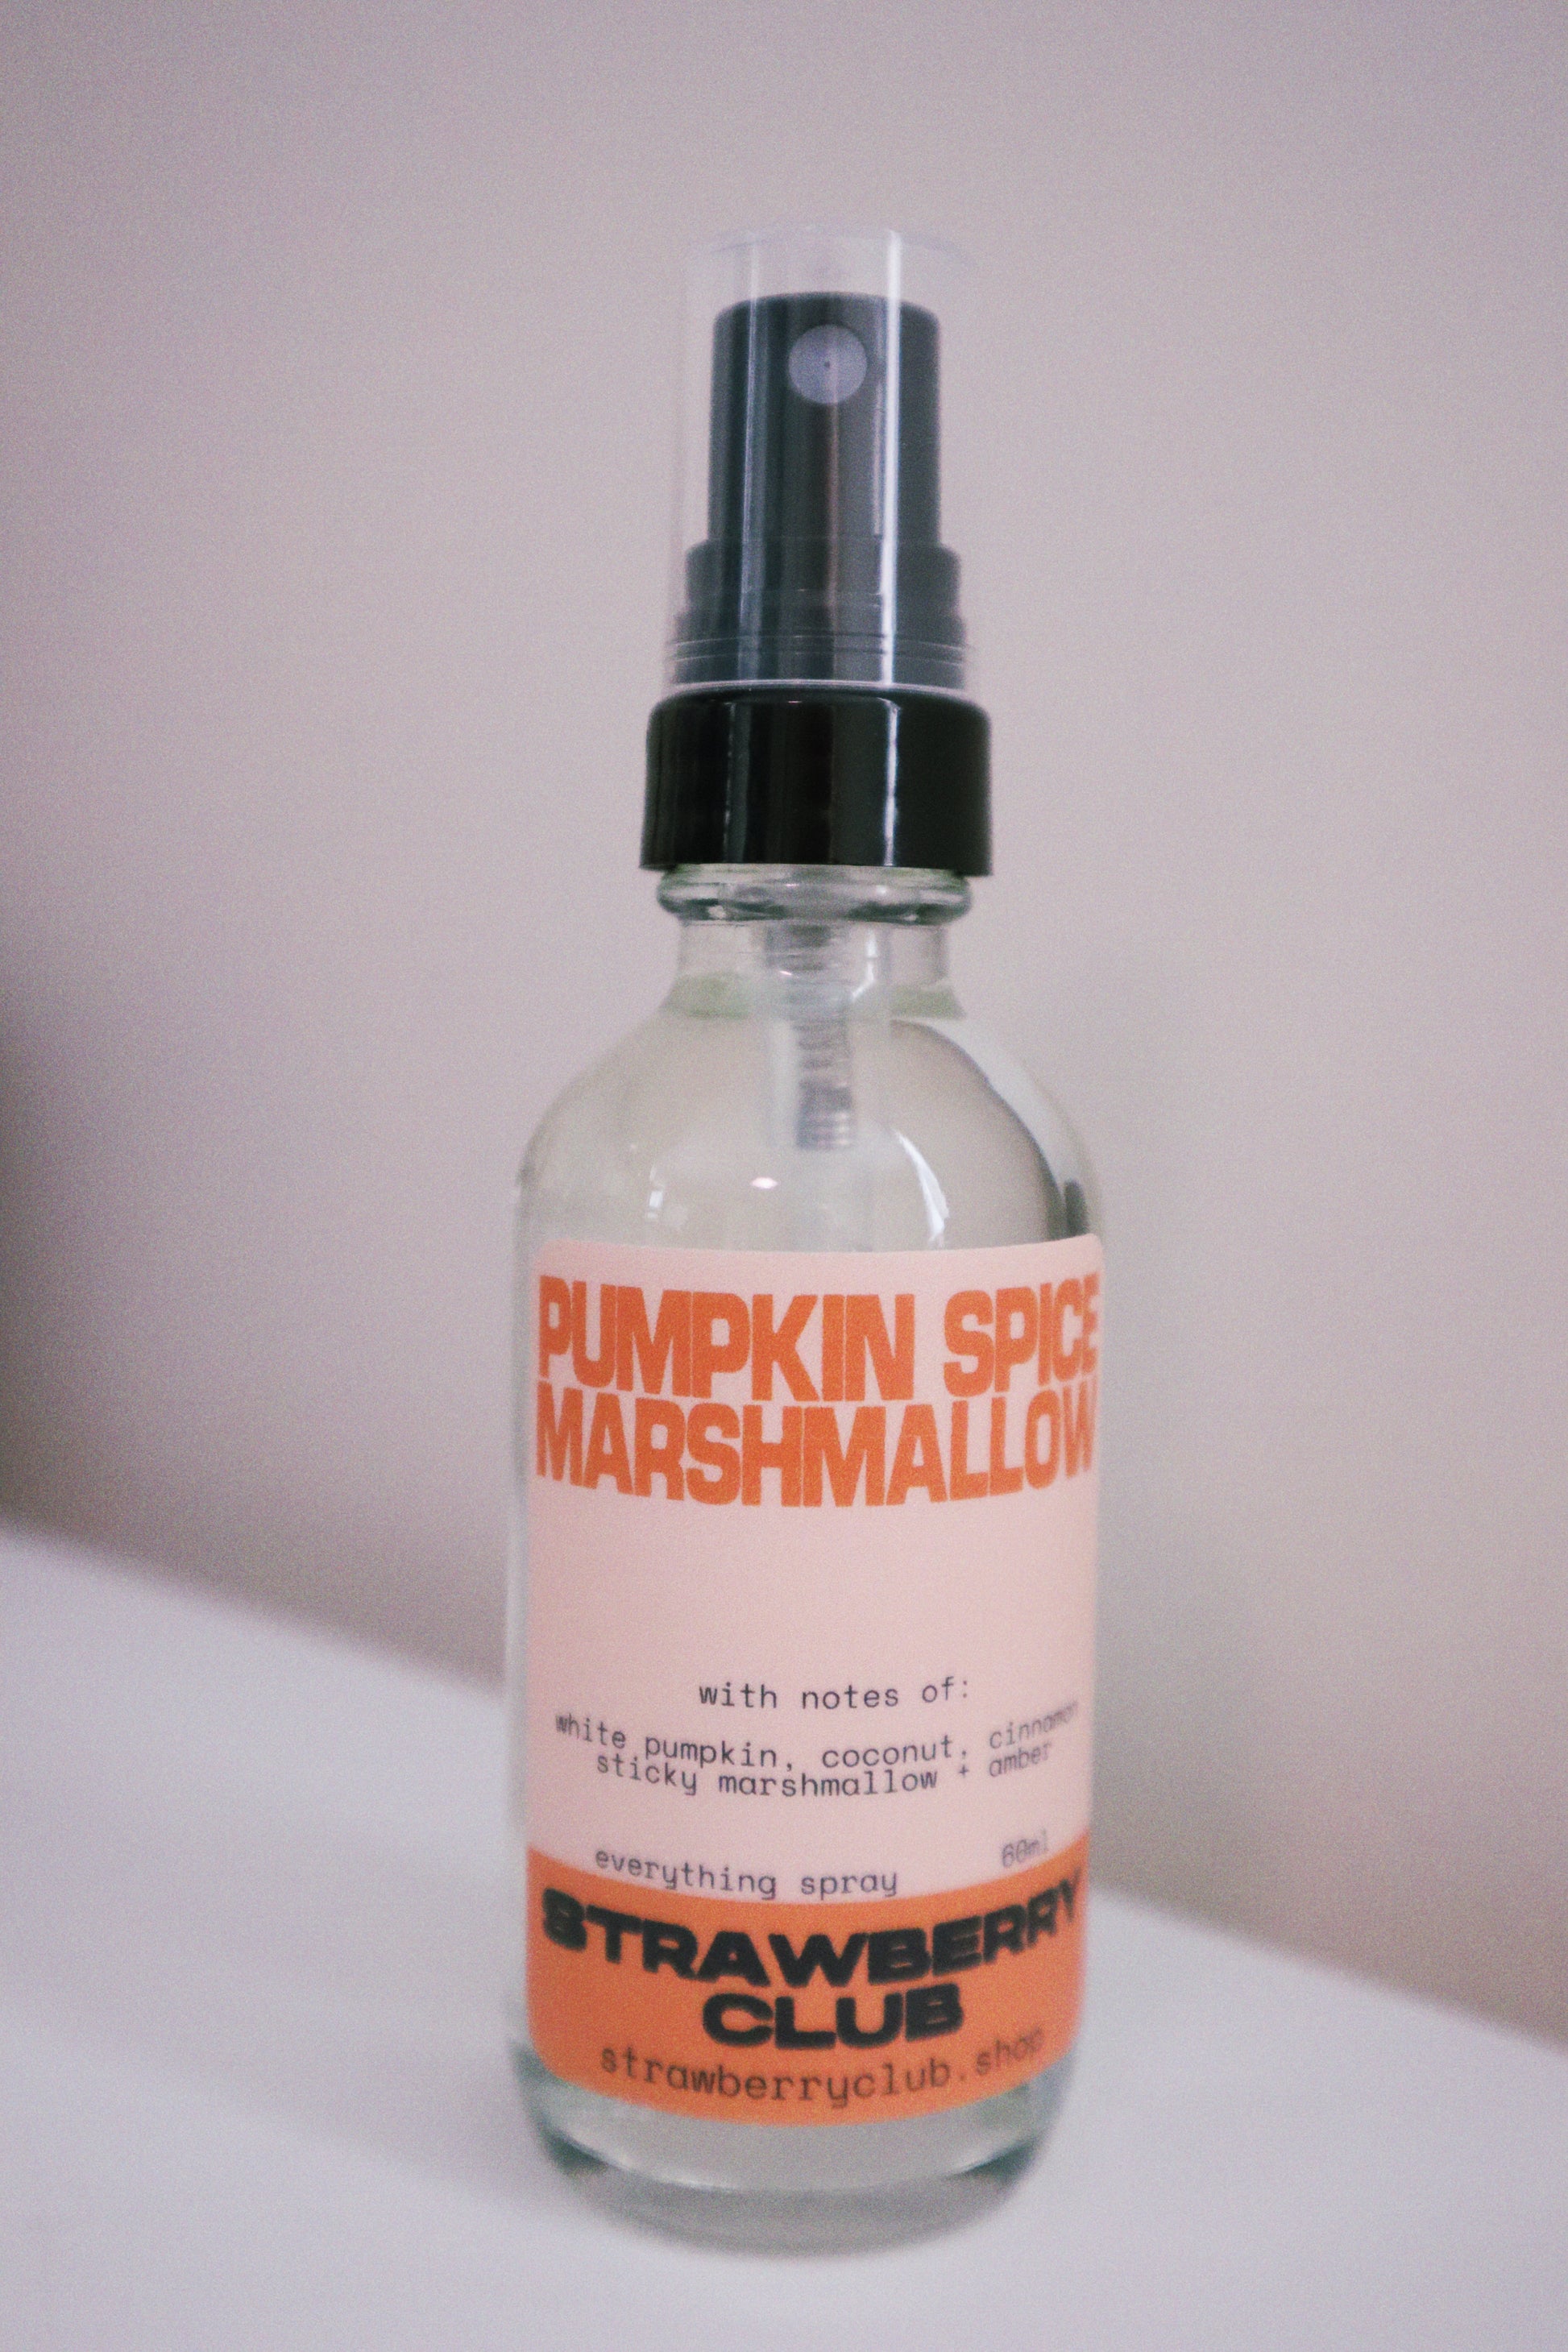 PUMPKIN SPICE
MARSHMALLOW
with notes of:
white pumpkin, coconut, cinnamon
sticky marshmallow + amber
everything spray 60ml
STRAWBERRY
CLUB
strawberryclub.shop